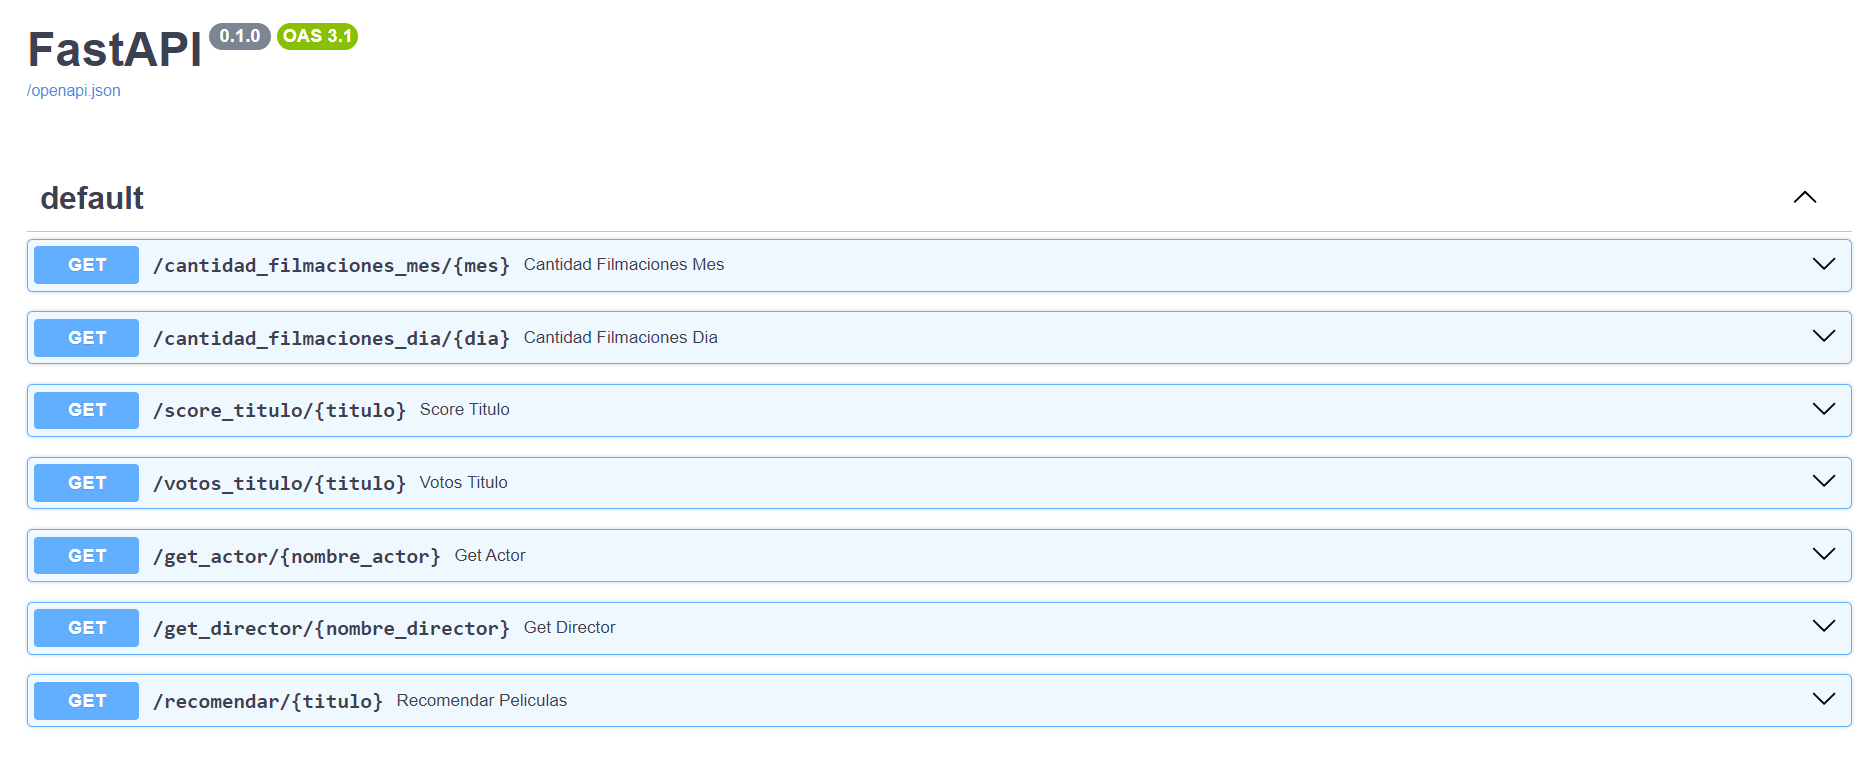 FastAPI 0.1.0 OAS 3.1
/openapi.json
default
GET /cantidad_filmaciones_mes/{mes} Cantidad Filmaciones Mes
GET /cantidad_filmaciones_dia/{dia} Cantidad Filmaciones Dia
GET /score_titulo/{titulo} Score Titulo
GET /votos_titulo/{titulo} Votos Titulo
GET /get_actor/{nombre_actor} Get Actor
GET /get_director/{nombre_director} Get Director
GET /recomendar/{titulo} Recomendar Peliculas